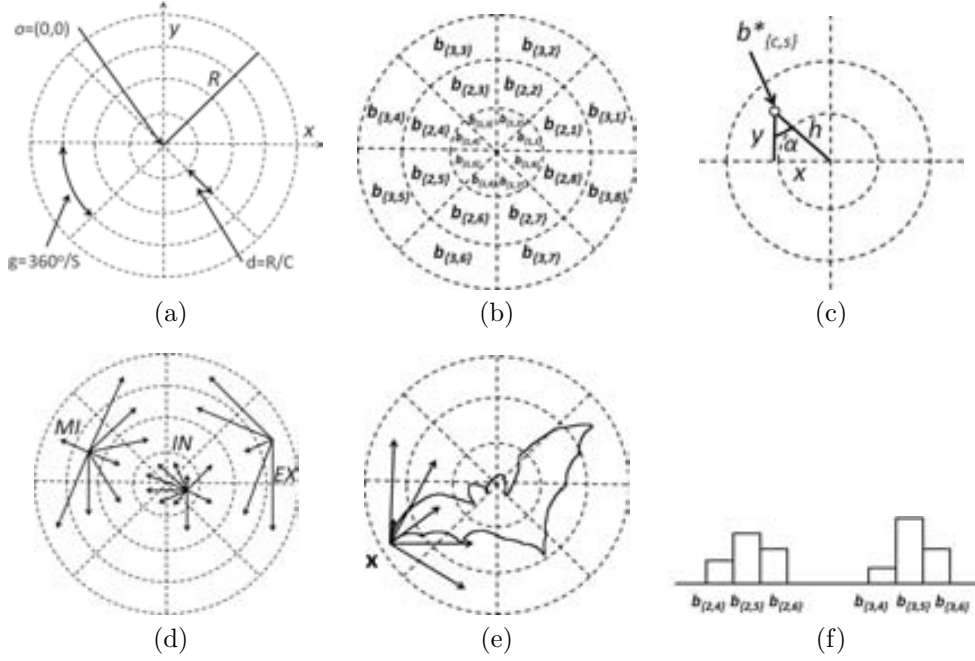 o=(0,0)
y
R
x
g=360°/S
d=R/C
(a)
b{3,3} b{3,2}
b{2,3} b{2,2}
b{3,4} b{3,1}
b{2,4} b{2,1}
b{2,5} b{2,8}
b{3,5} b{3,8}
b{2,6} b{2,7}
b{3,6} b{3,7}
(b)
b*{c,s}
y α h
x
(c)
MI
IN
EX
(d)
x
(e)
b{2,4} b{2,5} b{2,6} b{3,4} b{3,5} b{3,6}
(f)